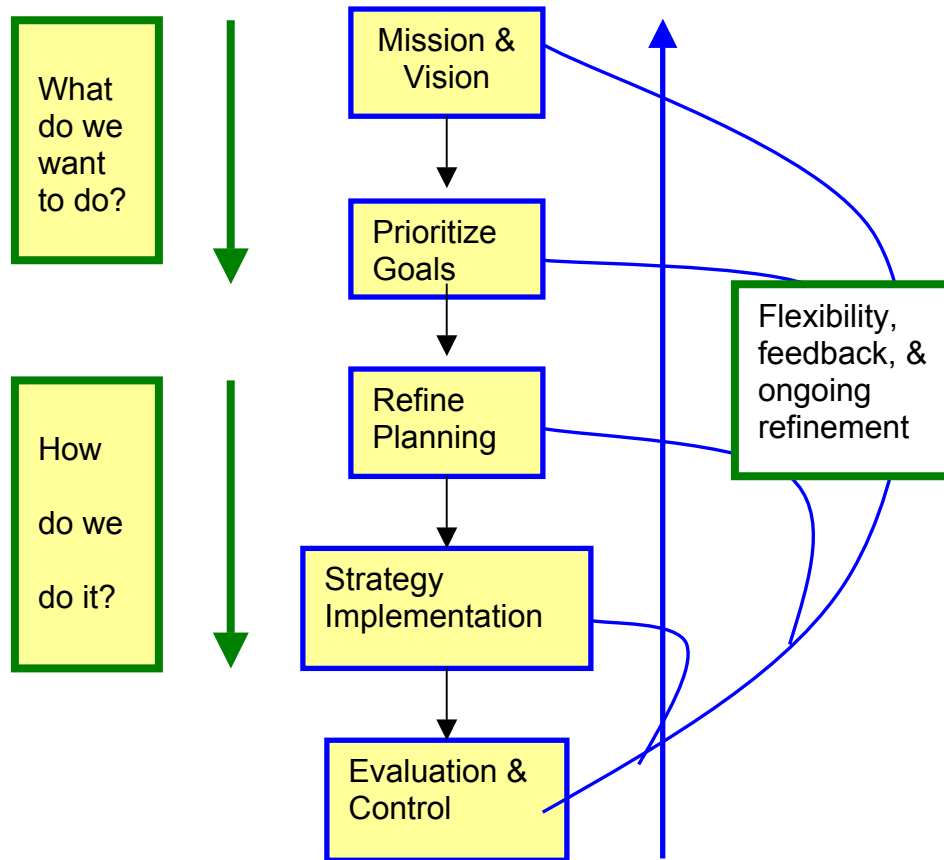 Mission &
Vision
What
do we
want
to do?
Prioritize
Goals
Flexibility,
feedback, &
ongoing
refinement
Refine
Planning
How
do we
do it?
Strategy
Implementation
Evaluation &
Control